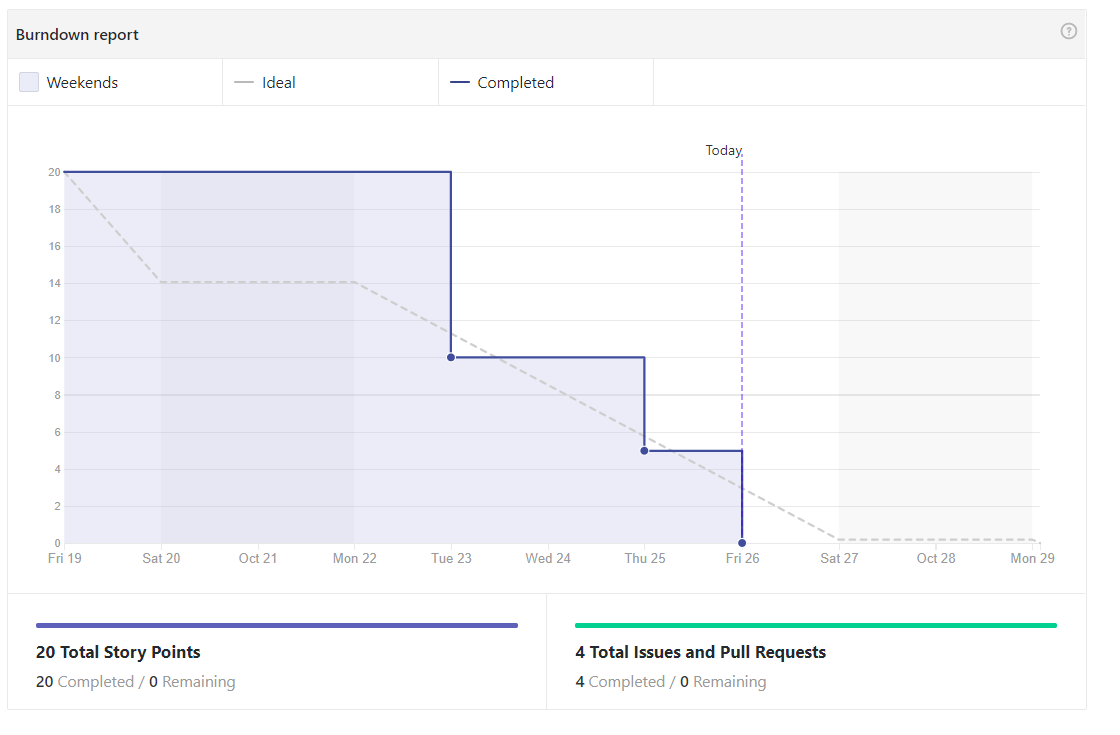 Burndown report
?
Weekends
Ideal
Completed
Today
20
18
16
14
12
10
8
6
4
2
0
Fri 19 Sat 20 Oct 21 Mon 22 Tue 23 Wed 24 Thu 25 Fri 26 Sat 27 Oct 28 Mon 29
20 Total Story Points
20 Completed / 0 Remaining
4 Total Issues and Pull Requests
4 Completed / 0 Remaining